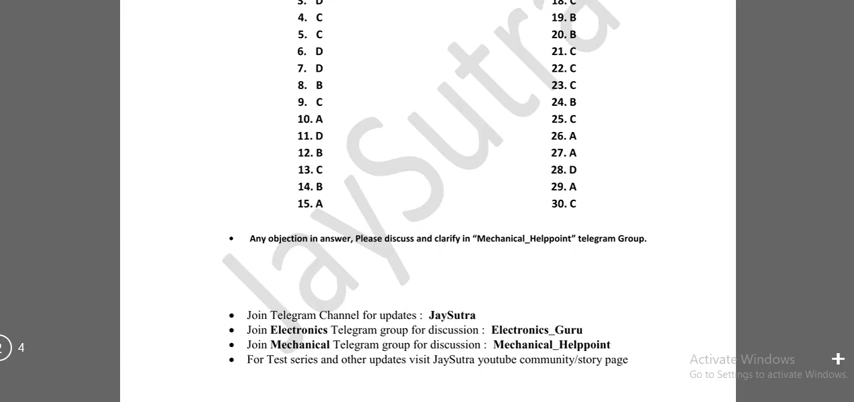 3. D
18. C
4. C
19. B
5. C
20. B
6. D
21. C
7. D
22. C
8. B
23. C
9. C
24. B
10. A
25. C
11. D
26. A
12. B
27. A
13. C
28. D
14. B
29. A
15. A
30. C
JaySutra
• Any objection in answer, Please discuss and clarify in “Mechanical_Helppoint” telegram Group.
• Join Telegram Channel for updates : JaySutra
• Join Electronics Telegram group for discussion : Electronics_Guru
• Join Mechanical Telegram group for discussion : Mechanical_Helppoint
• For Test series and other updates visit JaySutra youtube community/story page
4
Activate Windows
Go to Settings to activate Windows.